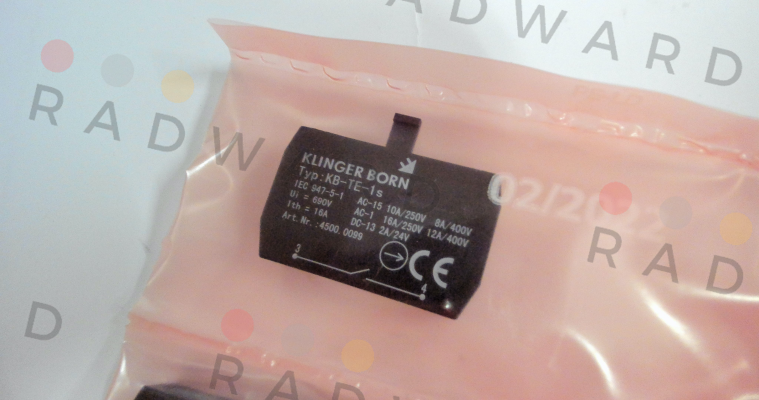 RADWARD
RADW
KLINGER BORN
Typ:KB-TE-1s
IEC 947-5-1 AC-15 10A/250V 8A/400V
Ui = 690V AC-1 16A/250V 12A/400V
Ith = 16A DC-13 2A/24V
Art.Nr.:4500.0099
CE
3
4
02/2022
RAD
D
RADWARD